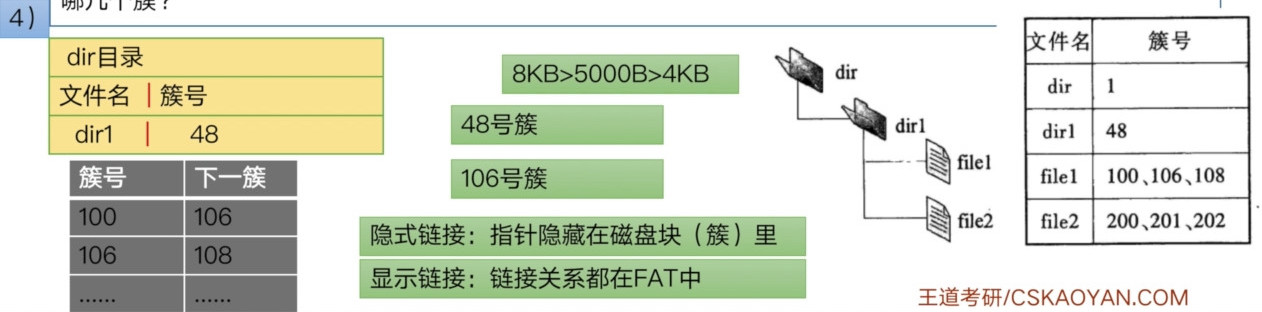 4)
哪几个簇？
dir目录
文件名 | 簇号
dir1 | 48
簇号 下一簇
100 106
106 108
...... ......
8KB>5000B>4KB
48号簇
106号簇
隐式链接：指针隐藏在磁盘块（簇）里
显示链接：链接关系都在FAT中
dir
dir1
file1
file2
文件名 簇号
dir 1
dir1 48
file1 100、106、108
file2 200、201、202
王道考研/CSKAOYAN.COM